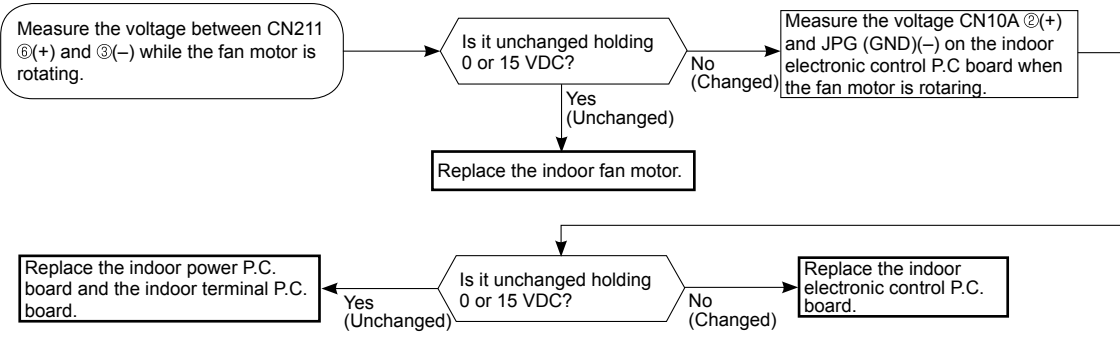 Measure the voltage between CN211
⑥(+) and ③(–) while the fan motor is
rotating.
Is it unchanged holding
0 or 15 VDC?
No
(Changed)
Measure the voltage CN10A ②(+)
and JPG (GND)(–) on the indoor
electronic control P.C board when
the fan motor is rotaring.
Yes
(Unchanged)
Replace the indoor fan motor.
Is it unchanged holding
0 or 15 VDC?
Yes
(Unchanged)
Replace the indoor power P.C.
board and the indoor terminal P.C.
board.
No
(Changed)
Replace the indoor
electronic control P.C.
board.